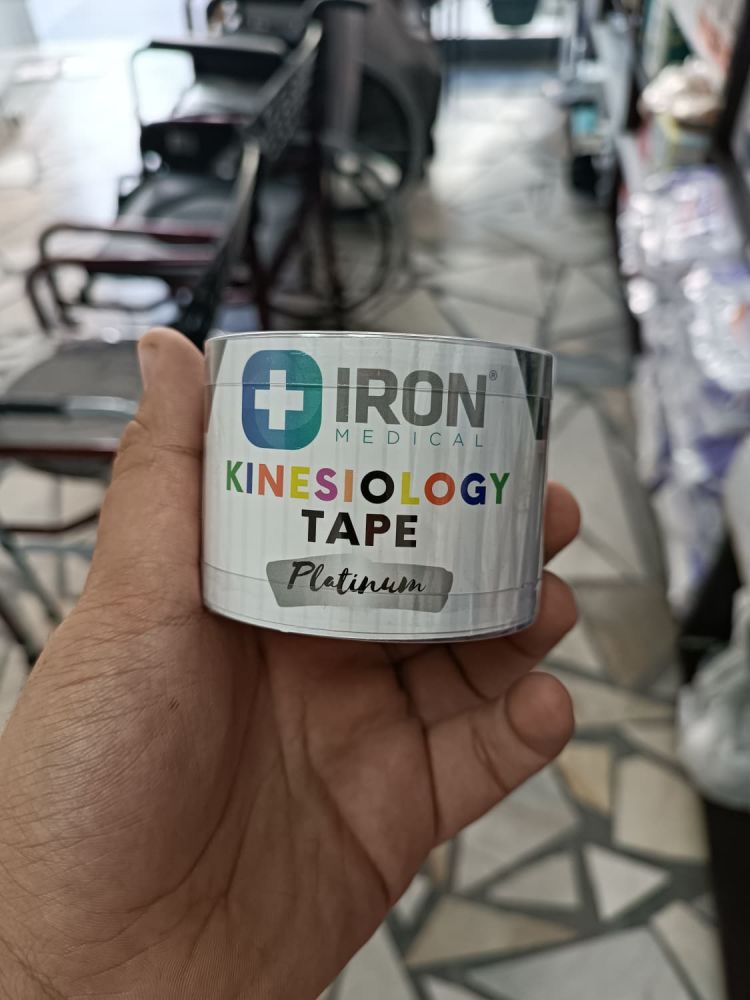 IRON®
MEDICAL
KINESIOLOGY
TAPE
Platinum